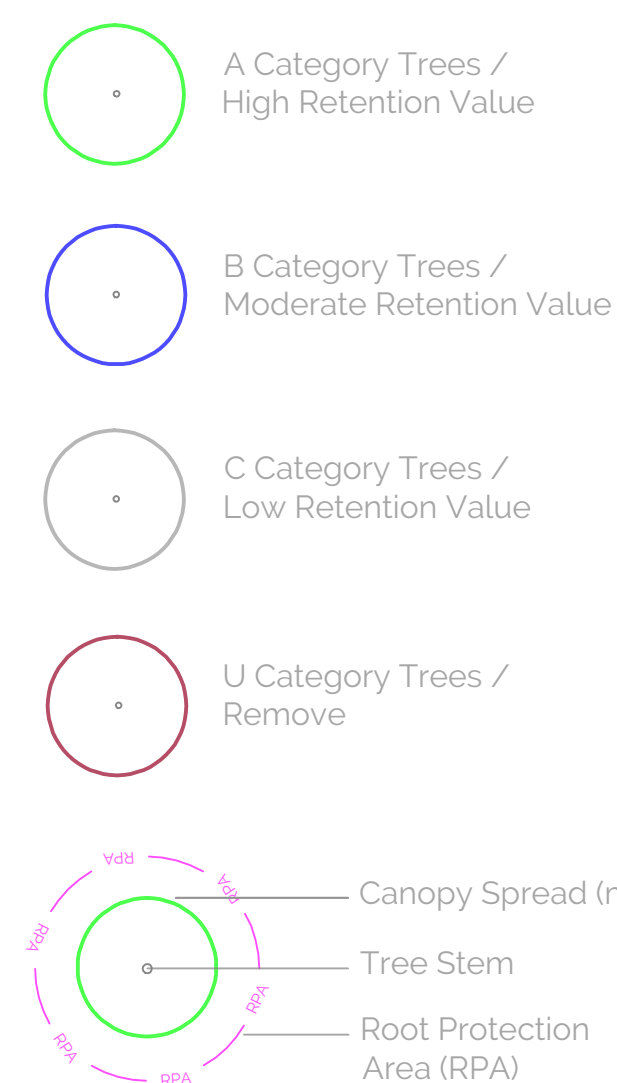 A Category Trees /
High Retention Value
B Category Trees /
Moderate Retention Value
C Category Trees /
Low Retention Value
U Category Trees /
Remove
RPA
RPA
Canopy Spread (
RPA
Tree Stem
RPA
Root Protection
RPA
Area (RPA)
RPA